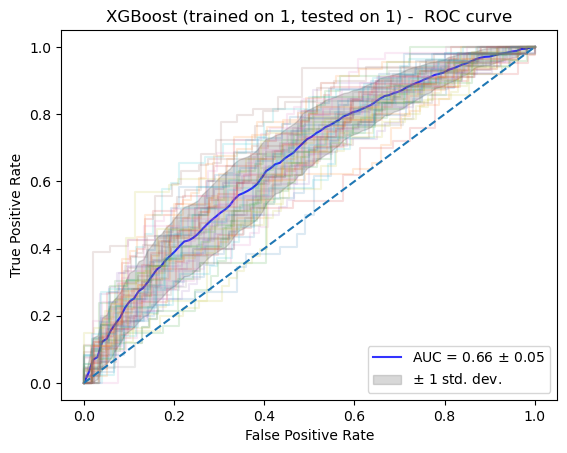 XGBoost (trained on 1, tested on 1) -  ROC curve
True Positive Rate
1.0
0.8
0.6
0.4
0.2
0.0
AUC = 0.66 ± 0.05
± 1 std. dev.
0.0 0.2 0.4 0.6 0.8 1.0
False Positive Rate